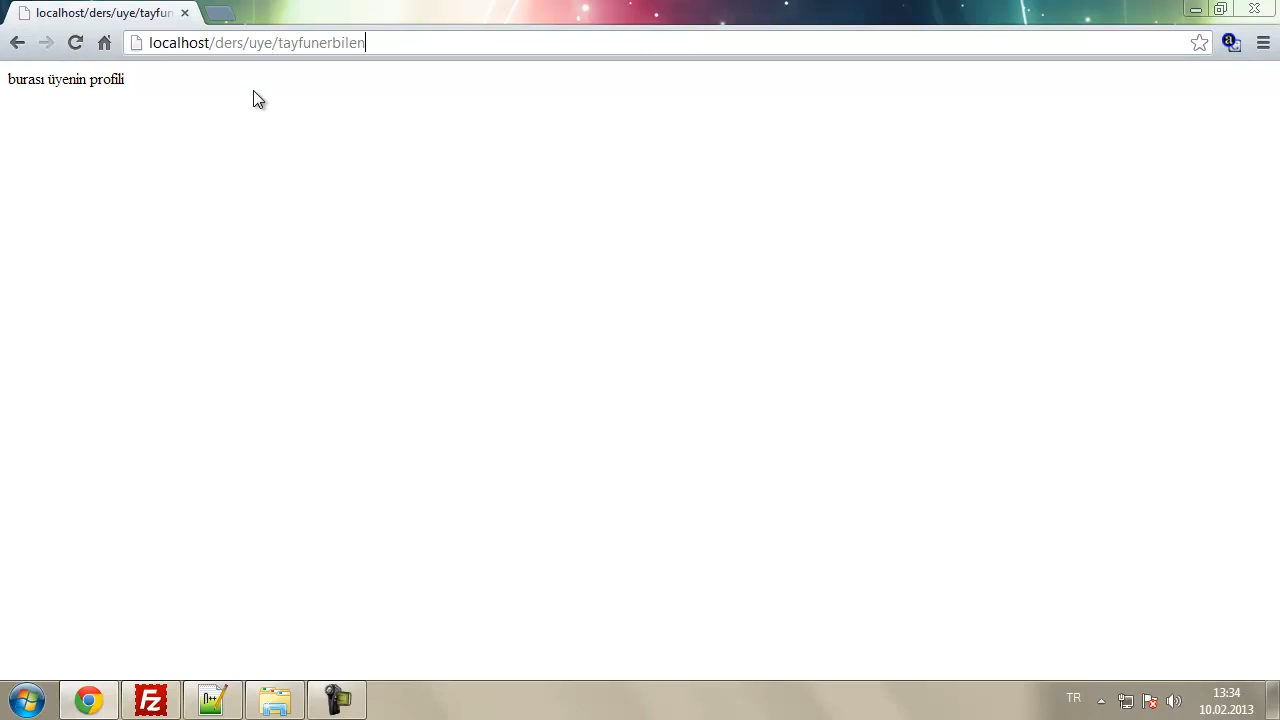 localhost/ders/uye/tayfun
localhost/ders/uye/tayfunerbilen
burası üyenin profili
TR
13:34
10.02.2013